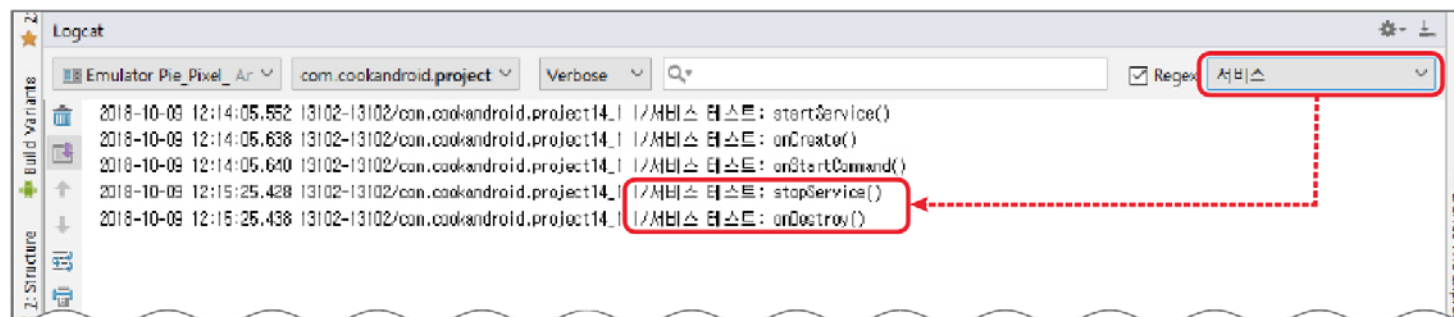 Logcat
Emulator Pie_Pixel_ Ar com.cookandroid.project Verbose Regex 서비스
Build Variants
2018-10-09 12:14:05.552 13102-13102/com.cookandroid.project14_1 I/서비스 테스트: startService()
2018-10-09 12:14:05.638 13102-13102/com.cookandroid.project14_1 I/서비스 테스트: onCreate()
2018-10-09 12:14:05.640 13102-13102/com.cookandroid.project14_1 I/서비스 테스트: onStartCommand()
2018-10-09 12:15:25.428 13102-13102/com.cookandroid.project14_1 I/서비스 테스트: stopService()
2018-10-09 12:15:25.438 13102-13102/com.cookandroid.project14_1 I/서비스 테스트: onDestroy()
2: Structure